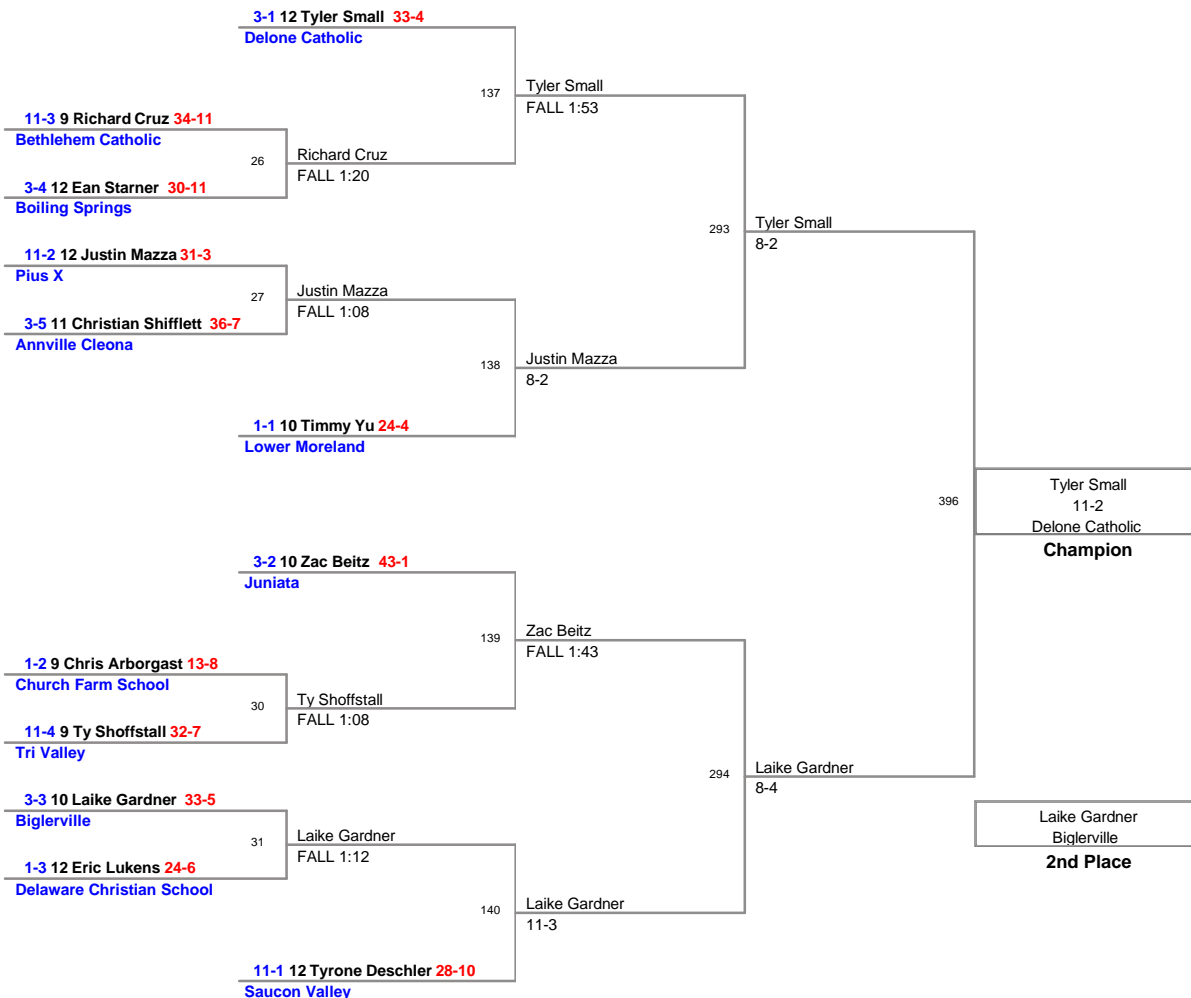 3-1 12 Tyler Small 33-4
Delone Catholic
137
Tyler Small
FALL 1:53
11-3 9 Richard Cruz 34-11
Bethlehem Catholic
26
Richard Cruz
FALL 1:20
3-4 12 Ean Starner 30-11
Boiling Springs
293
Tyler Small
8-2
11-2 12 Justin Mazza 31-3
Pius X
27
Justin Mazza
FALL 1:08
3-5 11 Christian Shifflett 36-7
Annville Cleona
138
Justin Mazza
8-2
1-1 10 Timmy Yu 24-4
Lower Moreland
396
Tyler Small
11-2
Delone Catholic
Champion
3-2 10 Zac Beitz 43-1
Juniata
139
Zac Beitz
FALL 1:43
1-2 9 Chris Arborgast 13-8
Church Farm School
30
Ty Shoffstall
FALL 1:08
11-4 9 Ty Shoffstall 32-7
Tri Valley
294
Laike Gardner
8-4
3-3 10 Laike Gardner 33-5
Biglerville
31
Laike Gardner
FALL 1:12
1-3 12 Eric Lukens 24-6
Delaware Christian School
Laike Gardner
Biglerville
2nd Place
140
Laike Gardner
11-3
11-1 12 Tyrone Deschler 28-10
Saucon Valley